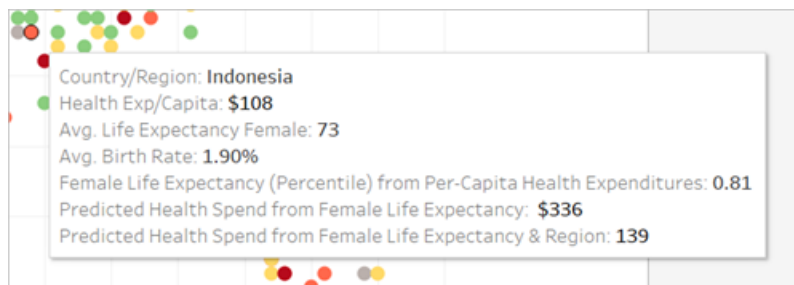 Country/Region: Indonesia
Health Exp/Capita: $108
Avg. Life Expectancy Female: 73
Avg. Birth Rate: 1.90%
Female Life Expectancy (Percentile) from Per-Capita Health Expenditures: 0.81
Predicted Health Spend from Female Life Expectancy: $336
Predicted Health Spend from Female Life Expectancy & Region: 139